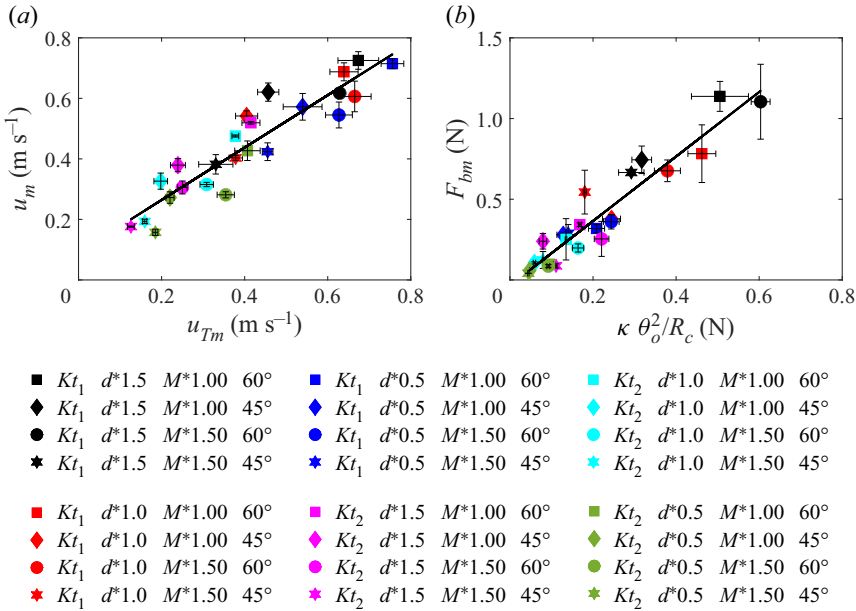 (a) (b)
0.8 1.5
0.6 1.0
0.4 0.5
0.2
0 0.2 0.4 0.6 0.8 0 0.2 0.4 0.6 0.8
u_m (m s⁻¹) F_bm (N)
u_Tm (m s⁻¹) κ θ_o²/R_c (N)
Kt₁ d*1.5 M*1.00 60° Kt₁ d*0.5 M*1.00 60° Kt₂ d*1.0 M*1.00 60°
Kt₁ d*1.5 M*1.00 45° Kt₁ d*0.5 M*1.00 45° Kt₂ d*1.0 M*1.00 45°
Kt₁ d*1.5 M*1.50 60° Kt₁ d*0.5 M*1.50 60° Kt₂ d*1.0 M*1.50 60°
Kt₁ d*1.5 M*1.50 45° Kt₁ d*0.5 M*1.50 45° Kt₂ d*1.0 M*1.50 45°
Kt₁ d*1.0 M*1.00 60° Kt₂ d*1.5 M*1.00 60° Kt₂ d*0.5 M*1.00 60°
Kt₁ d*1.0 M*1.00 45° Kt₂ d*1.5 M*1.00 45° Kt₂ d*0.5 M*1.00 45°
Kt₁ d*1.0 M*1.50 60° Kt₂ d*1.5 M*1.50 60° Kt₂ d*0.5 M*1.50 60°
Kt₁ d*1.0 M*1.50 45° Kt₂ d*1.5 M*1.50 45° Kt₂ d*0.5 M*1.50 45°